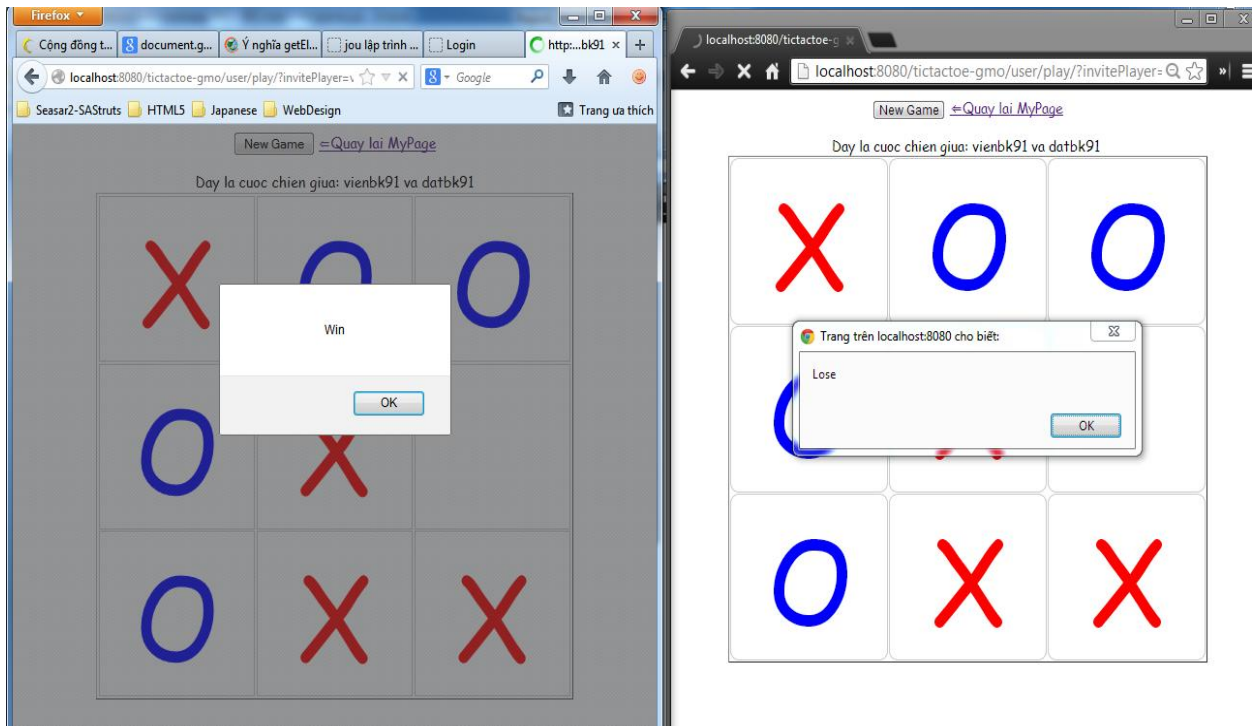 Firefox
Cộng đồng t...
document.g...
Ý nghĩa getEl...
jou lập trình ...
Login
http:...bk91
localhost:8080/tictactoe-gmo/user/play/?invitePlayer=v
Google
Seasar2-SAStruts
HTML5
Japanese
WebDesign
Trang ưa thích
New Game
⇐Quay lai MyPage
Day la cuoc chien giua: vienbk91 va datbk91
X O O
Win
OK
O X
O X X
localhost:8080/tictactoe-g
localhost:8080/tictactoe-gmo/user/play/?invitePlayer=
New Game
⇐Quay lai MyPage
Day la cuoc chien giua: vienbk91 va datbk91
X O O
Trang trên localhost:8080 cho biết:
Lose
OK
O X
O X X